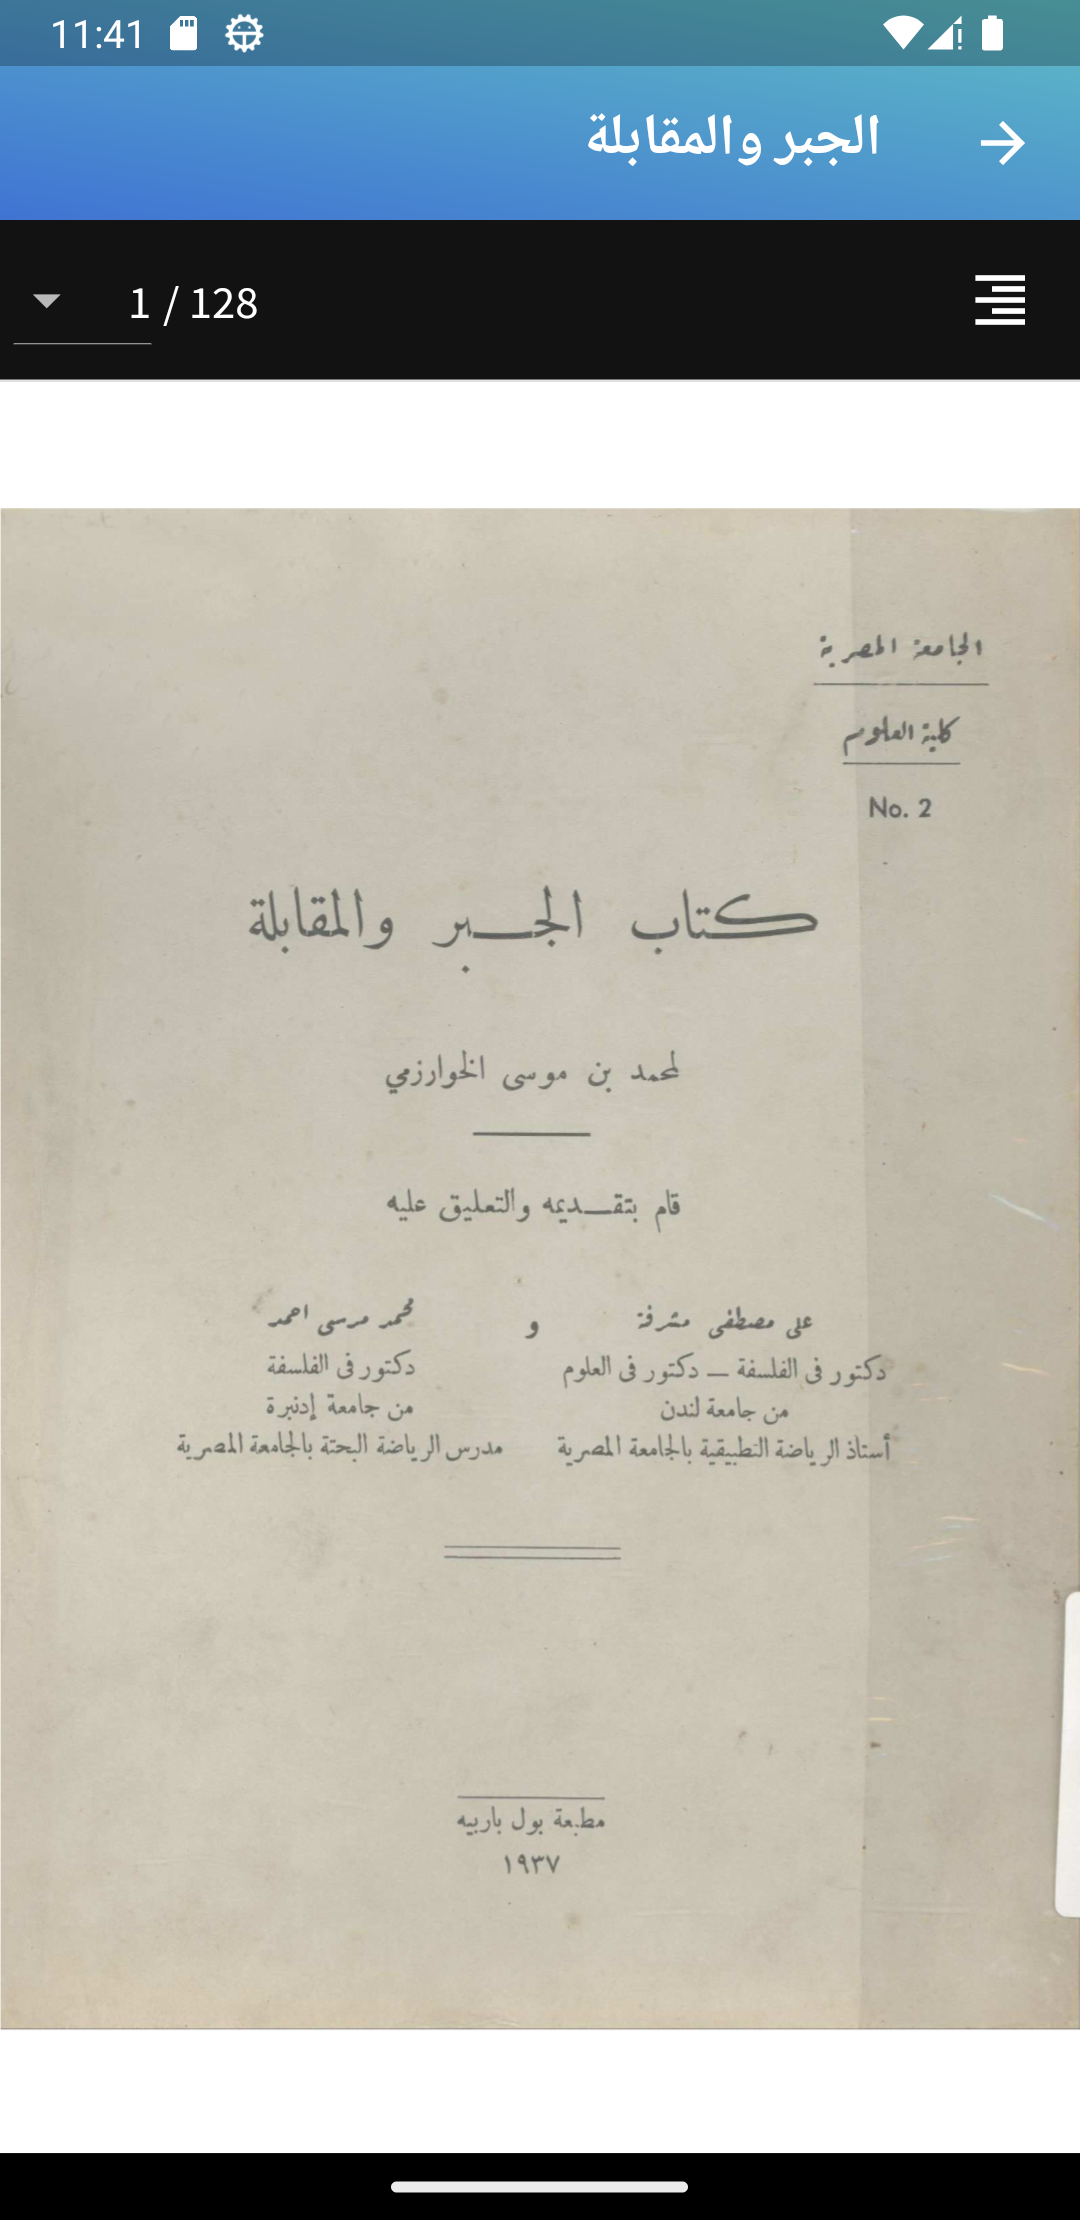 11:41
الجبر والمقابلة
1 / 128
الجامعة المصرية
كلية العلوم
No. 2
كتاب الجبر والمقابلة
لمحمد بن موسى الخوارزمي
قام بتقديمه والتعليق عليه
على مصطفى مشرفة و محمد مرسى احمد
دكتور فى الفلسفة — دكتور فى العلوم دكتور فى الفلسفة
من جامعة لندن من جامعة إدنبرة
أستاذ الرياضة التطبيقية بالجامعة المصرية مدرس الرياضة البحتة بالجامعة المصرية
مطبعة بول باربيه
١٩٣٧